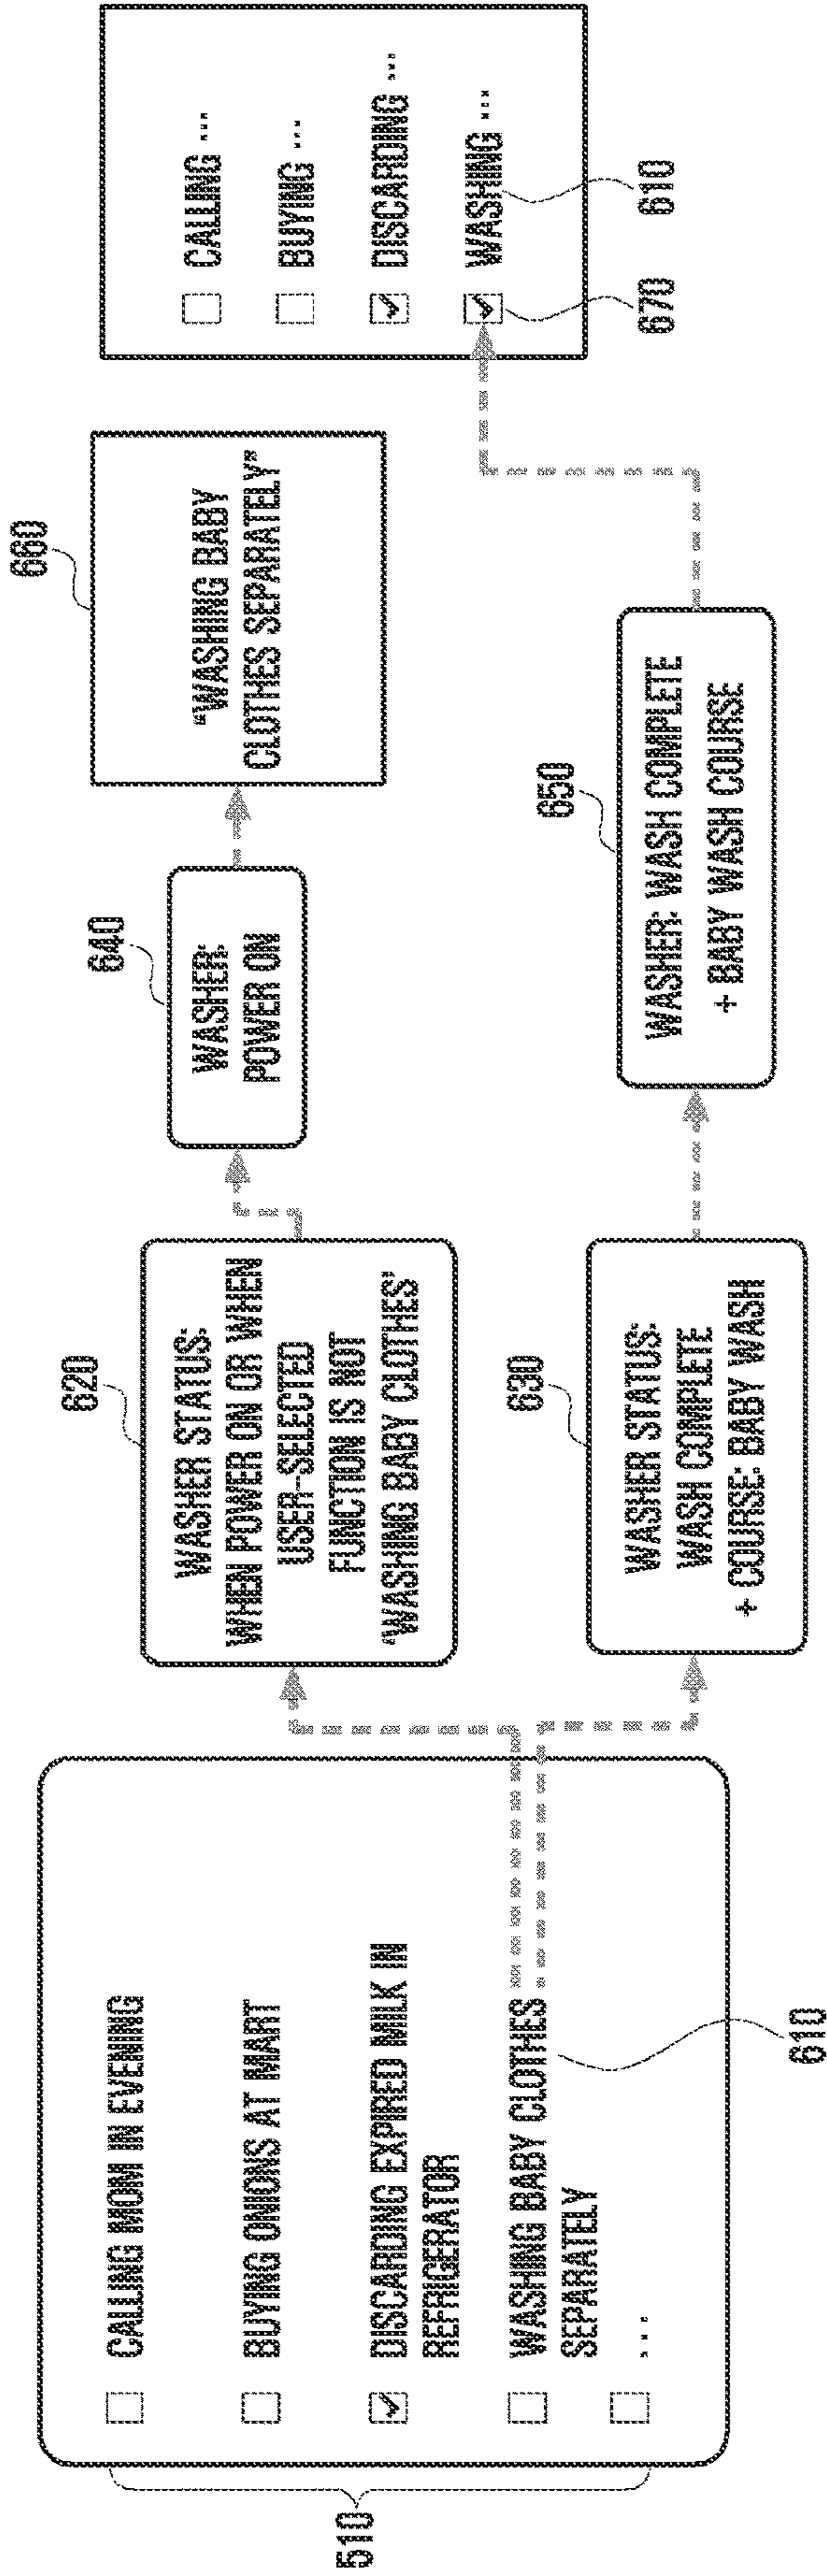 510
CALLING MOM IN EVENING
BUYING ONIONS AT MART
DISCARDING EXPIRED MILK IN
REFRIGERATOR
WASHING BABY CLOTHES
SEPARATELY
...
610
620
WASHER STATUS:
WHEN POWER ON OR WHEN
USER-SELECTED
FUNCTION IS NOT
'WASHING BABY CLOTHES'
630
WASHER STATUS:
WASH COMPLETE
+ COURSE: BABY WASH
640
WASHER:
POWER ON
650
WASHER: WASH COMPLETE
+ BABY WASH COURSE
660
"WASHING BABY
CLOTHES SEPARATELY"
CALLING ...
BUYING ...
DISCARDING ...
WASHING ...
670
610